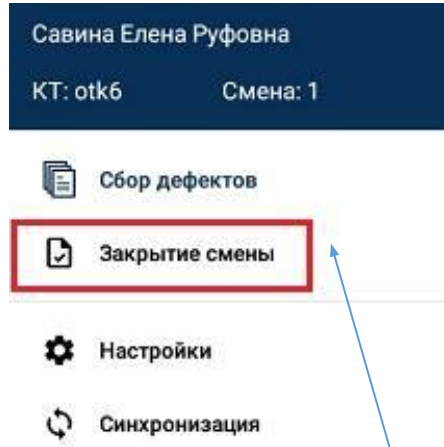 Савина Елена Руфовна
КТ: otk6 Смена: 1
Сбор дефектов
Закрытие смены
Настройки
Синхронизация